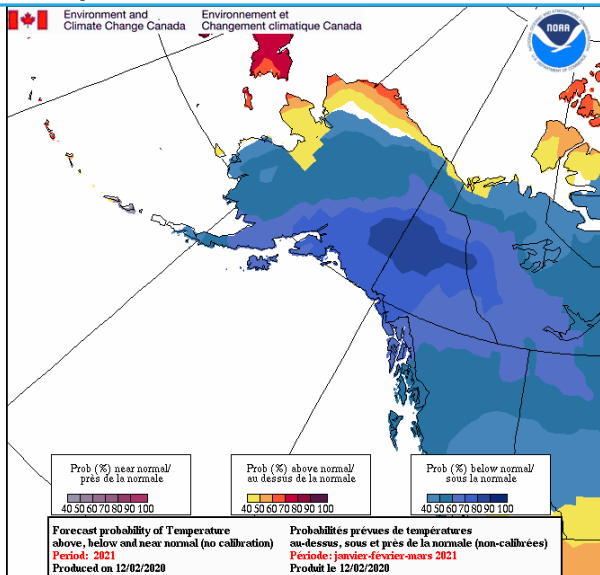 Environment and
Climate Change Canada
Environnement et
Changement climatique Canada
NOAA
Prob (%) near normal/
près de la normale
40 50 60 70 80 90 100
Prob (%) above normal/
au dessus de la normale
40 50 60 70 80 90 100
Prob (%) below normal/
sous la normale
40 50 60 70 80 90 100
Forecast probability of Temperature
above, below and near normal (no calibration)
Period: 2021
Produced on 12/02/2020
Probabilités prévues de températures
au-dessus, sous et près de la normale (non-calibrées)
Période: janvier-février-mars 2021
Produit le 12/02/2020